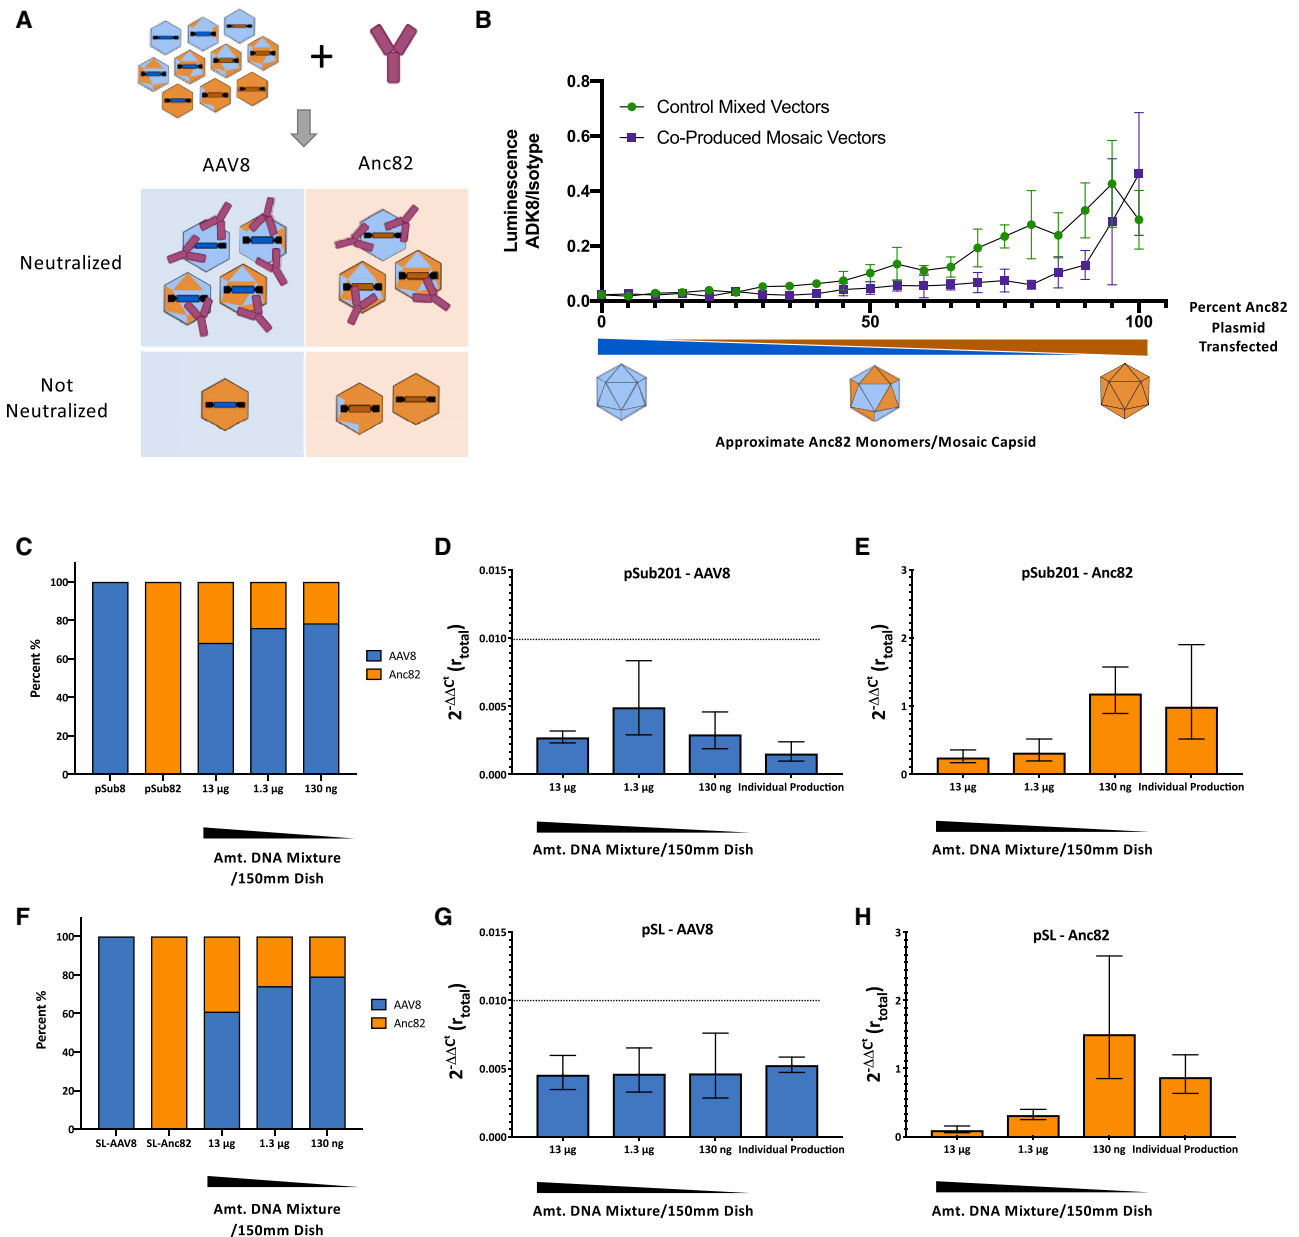 A
+
AAV8
Anc82
Neutralized
Not
Neutralized
B
Luminescence
ADK8/Isotype
0.8
0.6
0.4
0.2
0.0
Control Mixed Vectors
Co-Produced Mosaic Vectors
0
50
100
Percent Anc82
Plasmid
Transfected
Approximate Anc82 Monomers/Mosaic Capsid
C
Percent %
100
80
60
40
20
0
pSub8
pSub82
13 µg
1.3 µg
130 ng
AAV8
Anc82
Amt. DNA Mixture
/150mm Dish
D
pSub201 - AAV8
2^-ΔΔCt (r_total)
0.015
0.010
0.005
0.000
13 µg
1.3 µg
130 ng
Individual Production
Amt. DNA Mixture/150mm Dish
E
pSub201 - Anc82
2^-ΔΔCt (r_total)
3
2
1
0
13 µg
1.3 µg
130 ng
Individual Production
Amt. DNA Mixture/150mm Dish
F
Percent %
100
80
60
40
20
0
SL-AAV8
SL-Anc82
13 µg
1.3 µg
130 ng
AAV8
Anc82
Amt. DNA Mixture
/150mm Dish
G
pSL - AAV8
2^-ΔΔCt (r_total)
0.015
0.010
0.005
0.000
13 µg
1.3 µg
130 ng
Individual Production
Amt. DNA Mixture/150mm Dish
H
pSL - Anc82
2^-ΔΔCt (r_total)
3
2
1
0
13 µg
1.3 µg
130 ng
Individual Production
Amt. DNA Mixture/150mm Dish